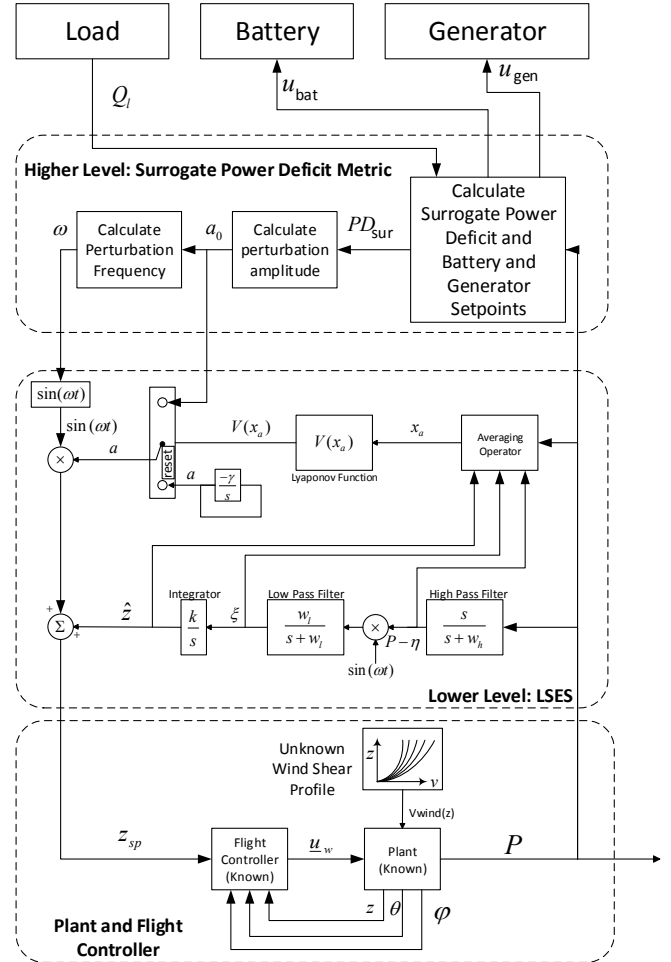 Load
Battery
Generator
Q_l
u_bat
u_gen
Higher Level: Surrogate Power Deficit Metric
Calculate
Surrogate Power
Deficit and
Battery and
Generator
Setpoints
PD_sur
Calculate
perturbation
amplitude
a_0
Calculate
Perturbation
Frequency
ω
sin(ωt)
sin(ωt)
×
a
reset
V(x_a)
V(x_a)
Lyaponov Function
x_a
Averaging
Operator
a
-γ
s
+
Σ
+
ẑ
Integrator
k
s
ξ
Low Pass Filter
w_l
s + w_l
×
sin(ωt)
P − η
High Pass Filter
s
s + w_h
Lower Level: LSES
Unknown
Wind Shear
Profile
z
v
Vwind(z)
z_sp
Flight
Controller
(Known)
u_w
Plant
(Known)
P
z
θ
φ
Plant and Flight
Controller